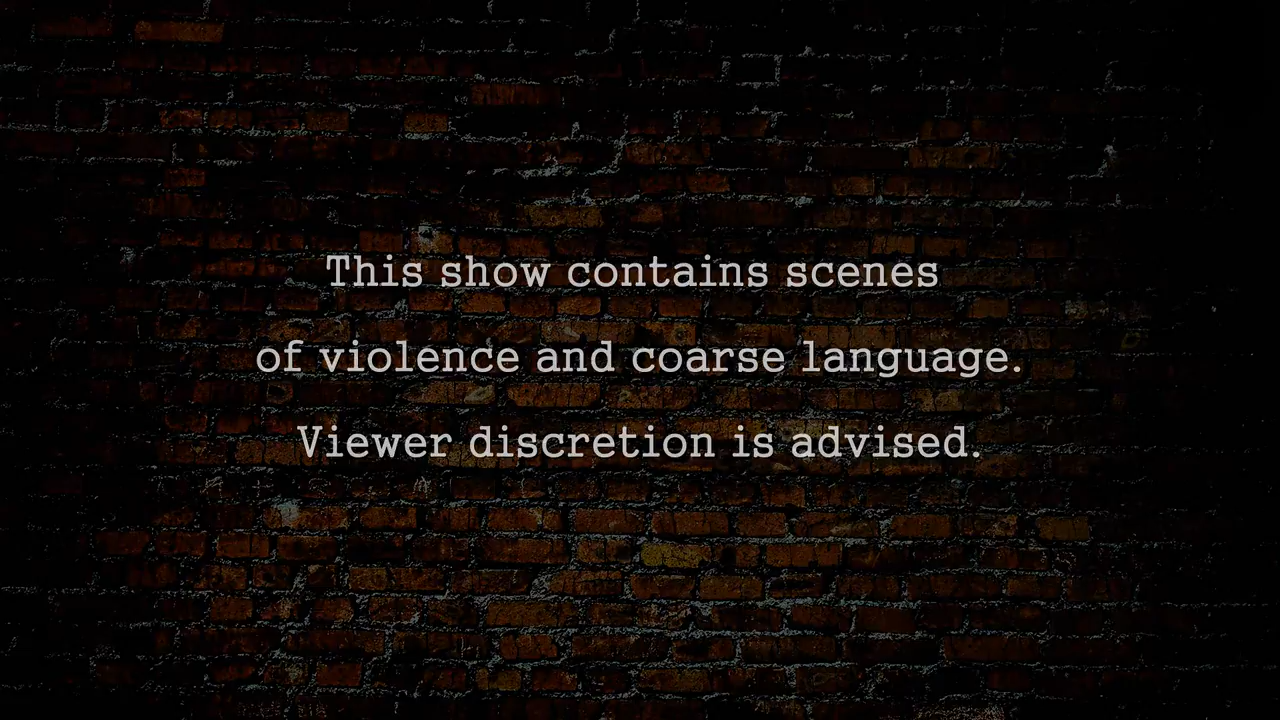 This show contains scenes
of violence and coarse language.
Viewer discretion is advised.